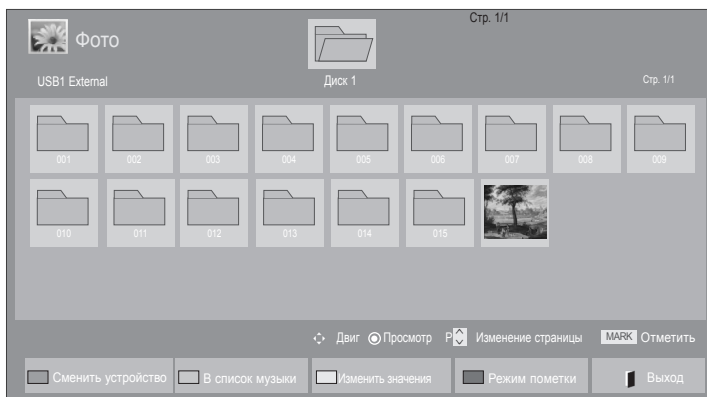 Стр. 1/1
Фото
USB1 External
Диск 1
Стр. 1/1
001 002 003 004 005 006 007 008 009
010 011 012 013 014 015
Двиг Просмотр P Изменение страницы MARK Отметить
Сменить устройство В список музыки Изменить значения Режим пометки Выход